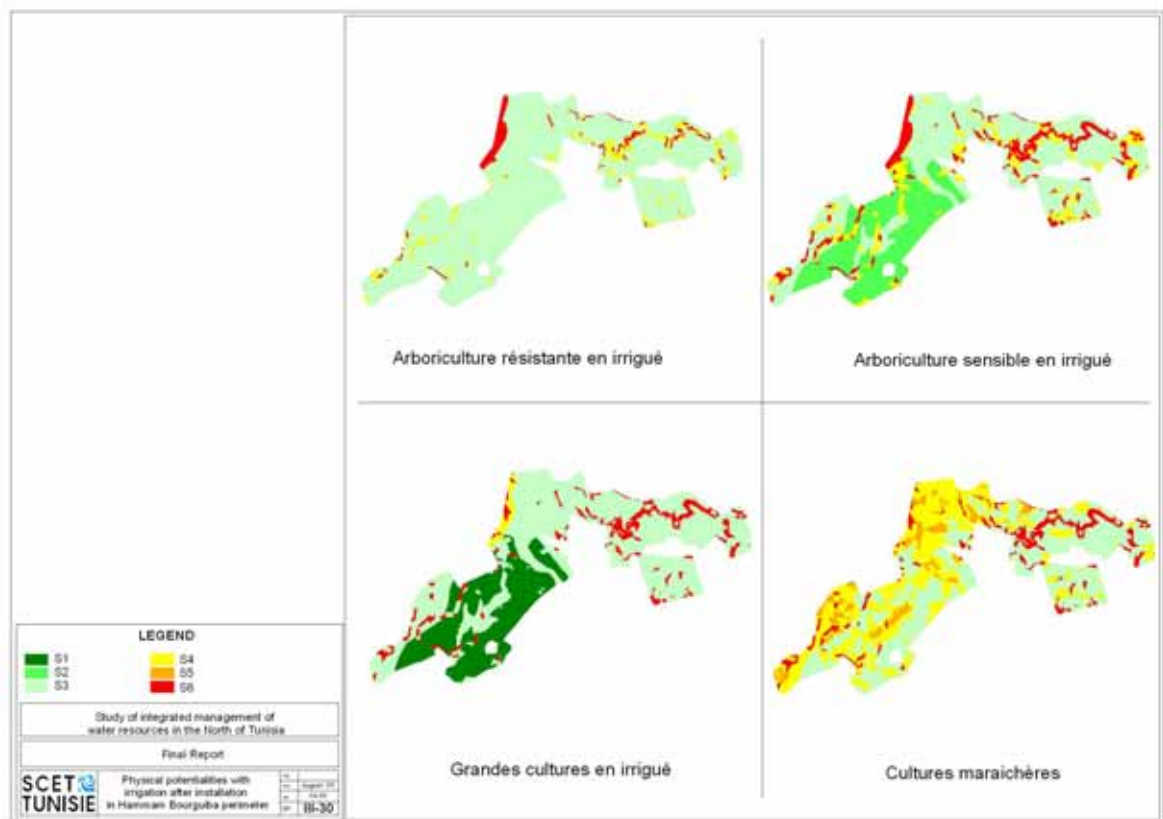 Arboriculture résistante en irrigué
Arboriculture sensible en irrigué
Grandes cultures en irrigué
Cultures maraichères
LEGEND
S1
S2
S3
S4
S5
S6
Study of integrated management of
water resources in the North of Tunisia
Final Report
SCET
TUNISIE
Physical potentialities with
irrigation after installation
in Hammam Bourguiba perimeter
III-30